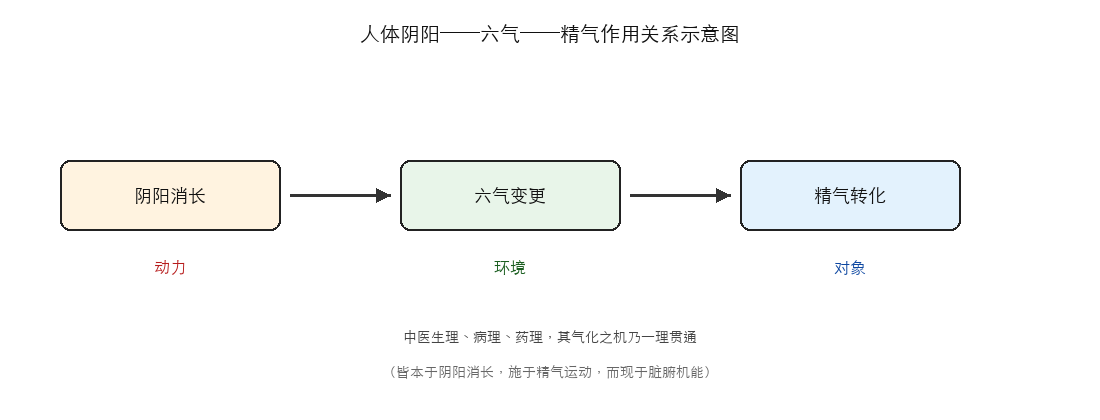 人体阴阳——六气——精气作用关系示意图
阴阳消长
六气变更
精气转化
动力
环境
对象
中医生理、病理、药理，其气化之机乃一理贯通
（皆本于阴阳消长，施于精气运动，而现于脏腑机能）